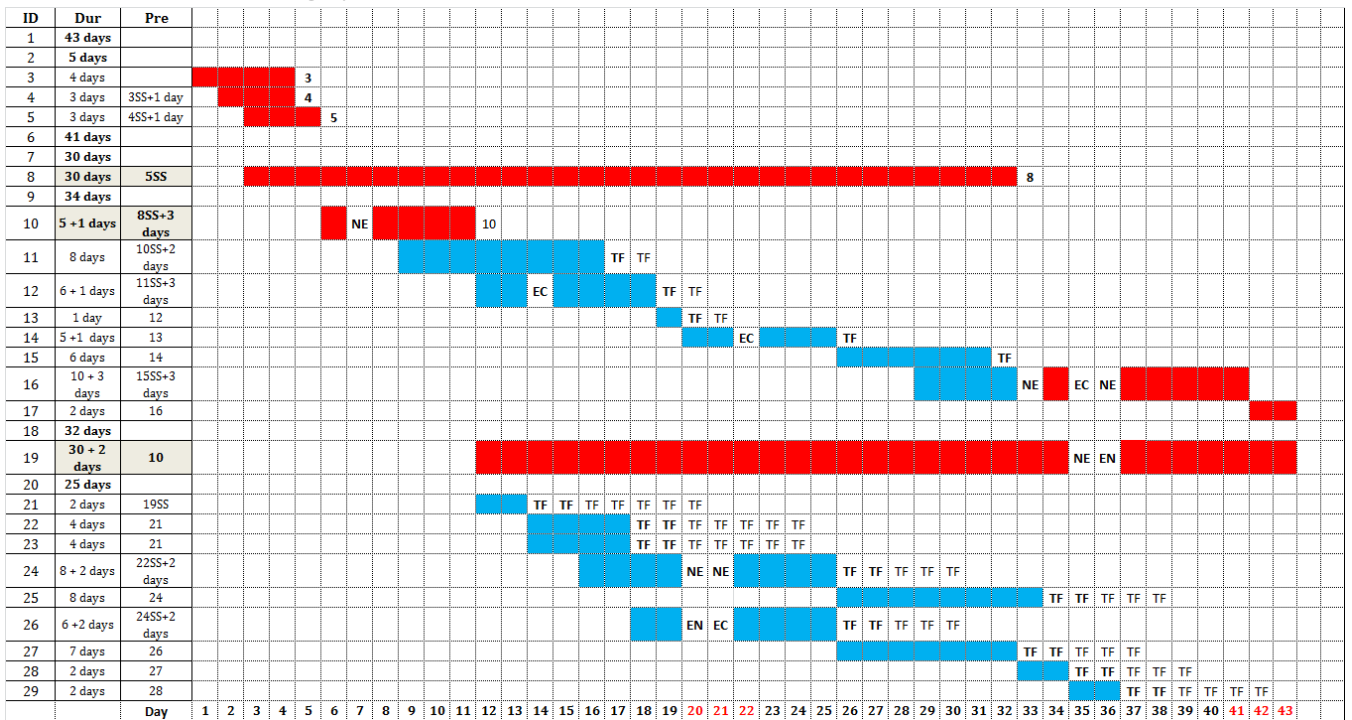 ID Dur Pre
1 43 days
2 5 days
3 4 days 3
4 3 days 3SS+1 day 4
5 3 days 4SS+1 day 5
6 41 days
7 30 days
8 30 days 5SS 8
9 34 days
10 5 +1 days 8SS+3 days NE 10
11 8 days 10SS+2 days TF TF
12 6 + 1 days 11SS+3 days EC TF TF
13 1 day 12 TF TF
14 5 +1 days 13 EC TF
15 6 days 14 TF
16 10 + 3 days 15SS+3 days NE EC NE
17 2 days 16
18 32 days
19 30 + 2 days 10 NE EN
20 25 days
21 2 days 19SS TF TF TF TF TF TF TF
22 4 days 21 TF TF TF TF TF TF TF
23 4 days 21 TF TF TF TF TF TF TF
24 8 + 2 days 22SS+2 days NE NE TF TF TF TF TF
25 8 days 24 TF TF TF TF TF
26 6 +2 days 24SS+2 days EN EC TF TF TF TF TF
27 7 days 26 TF TF TF TF TF
28 2 days 27 TF TF TF TF TF
29 2 days 28 TF TF TF TF TF TF
Day 1 2 3 4 5 6 7 8 9 10 11 12 13 14 15 16 17 18 19 20 21 22 23 24 25 26 27 28 29 30 31 32 33 34 35 36 37 38 39 40 41 42 43